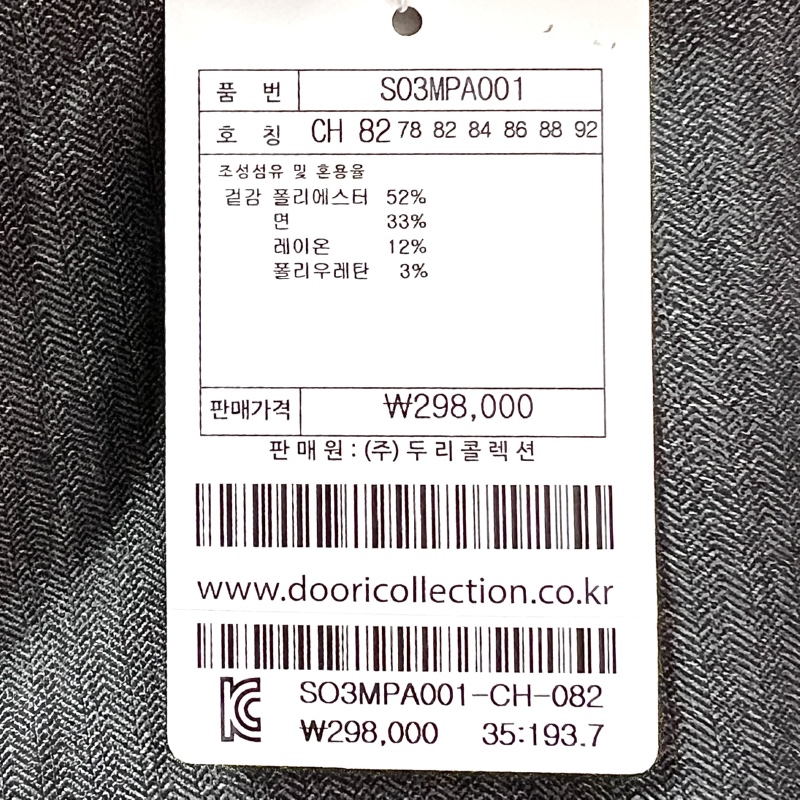 품 번 SO3MPA001
호 칭 CH 82 78 82 84 86 88 92
조성섬유 및 혼용율
겉감 폴리에스터 52%
면 33%
레이온 12%
폴리우레탄 3%
판매가격 ₩298,000
판매원 : (주)두리콜렉션
www.dooricollection.co.kr
SO3MPA001-CH-082
₩298,000 35:193.7